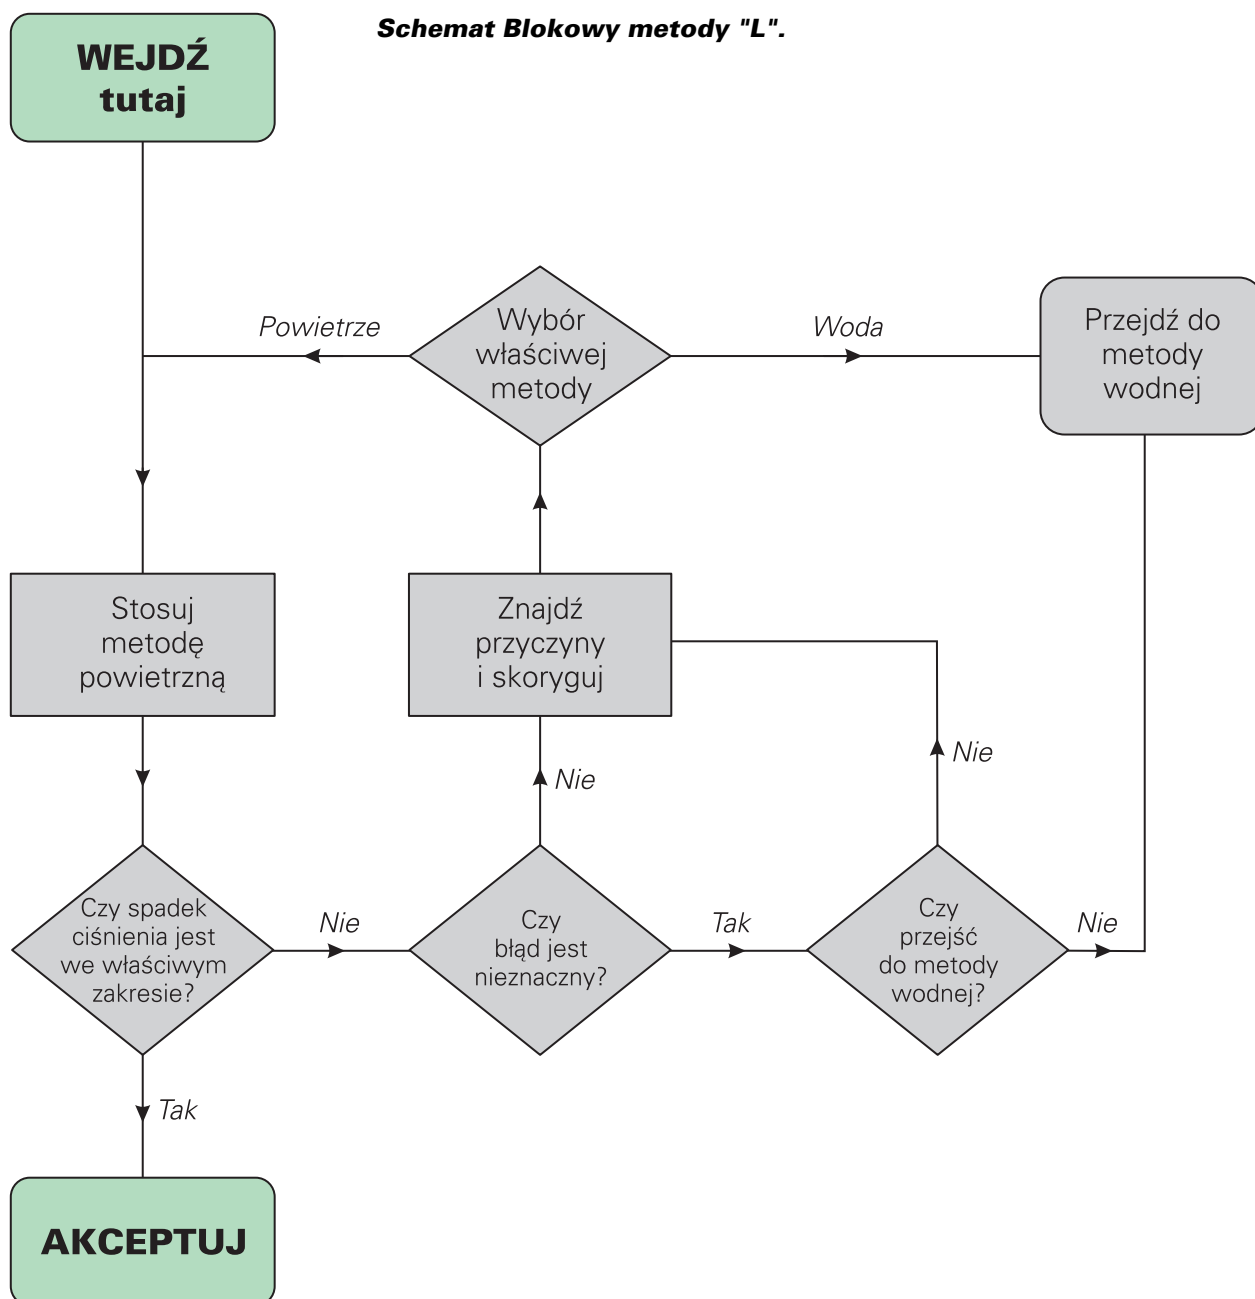 Schemat Blokowy metody "L".
WEJDŹ
tutaj
Powietrze
Wybór
właściwej
metody
Woda
Przejdź do
metody
wodnej
Stosuj
metodę
powietrzną
Znajdź
przyczyny
i skoryguj
Nie
Nie
Czy spadek
ciśnienia jest
we właściwym
zakresie?
Nie
Czy
błąd jest
nieznaczny?
Tak
Czy
przejść
do metody
wodnej?
Nie
Tak
AKCEPTUJ